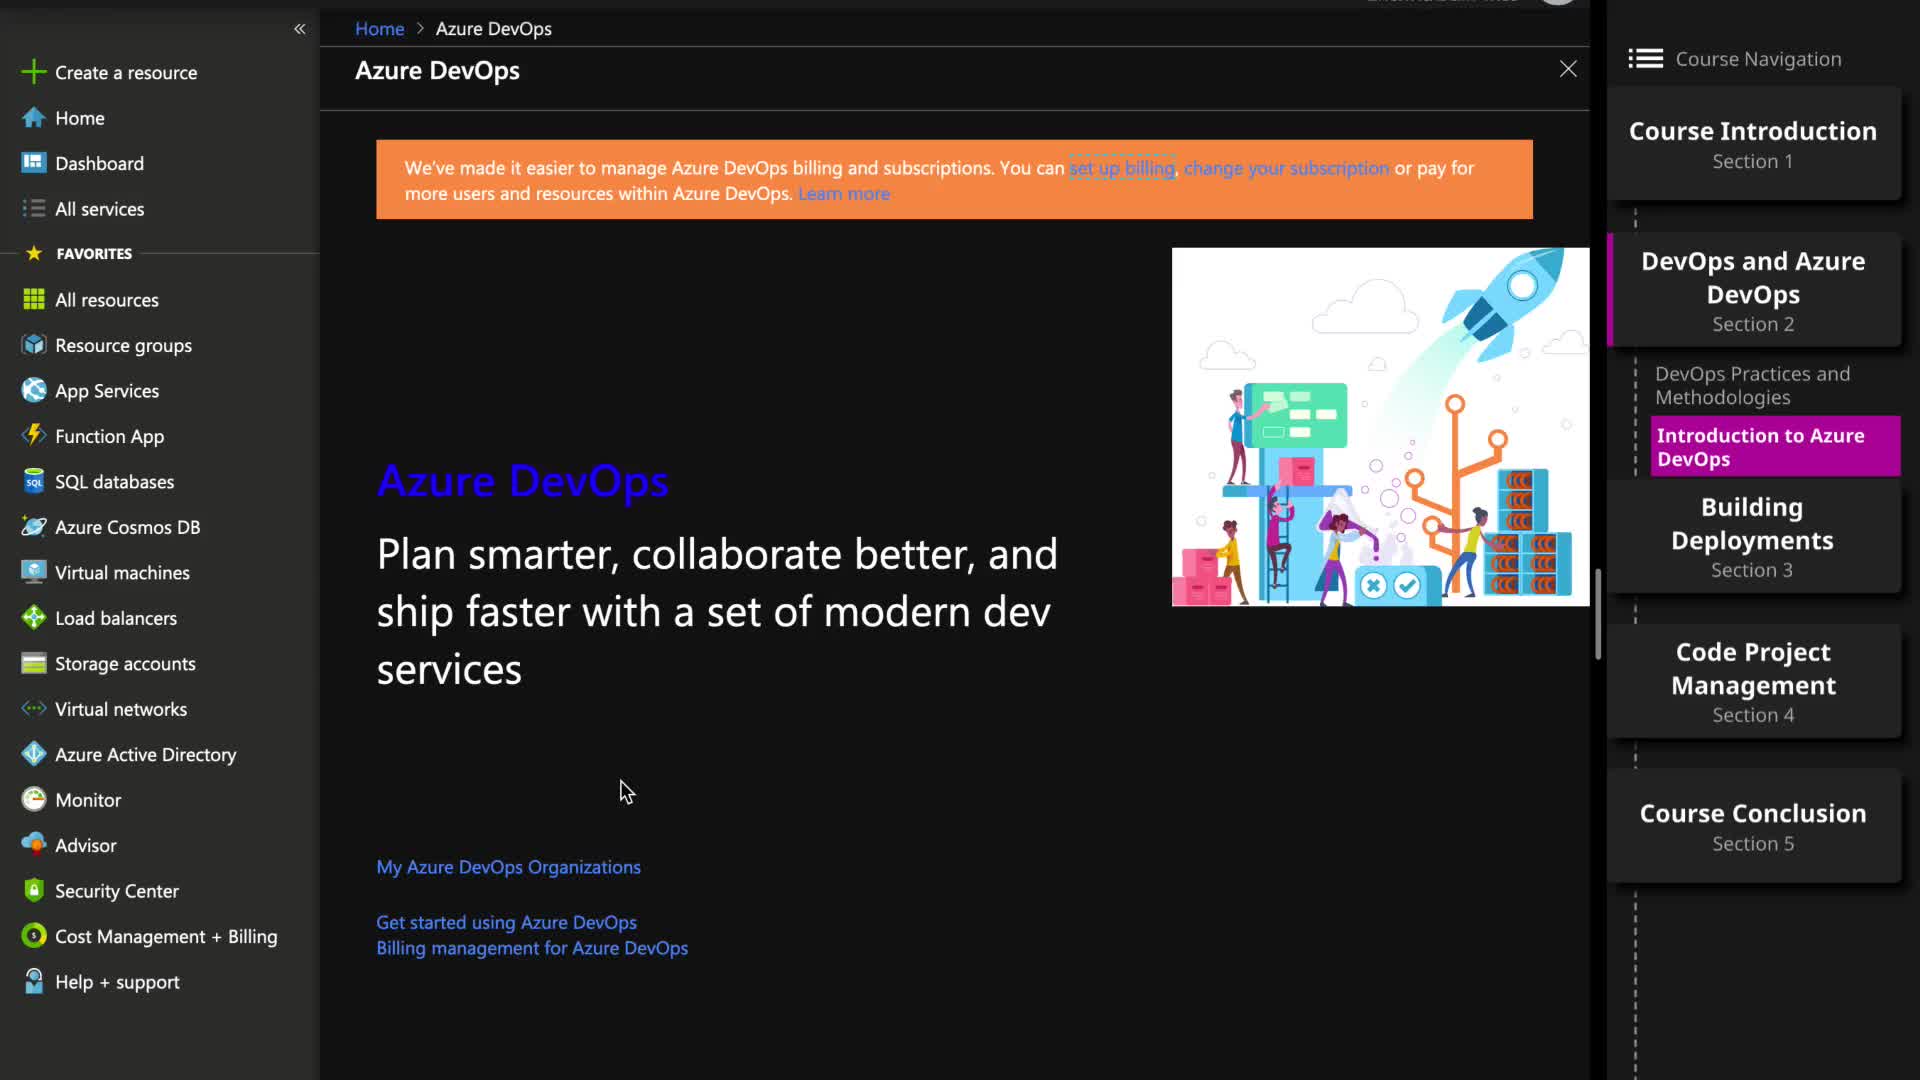 Create a resource
Home
Dashboard
All services
FAVORITES
All resources
Resource groups
App Services
Function App
SQL
SQL databases
Azure Cosmos DB
Virtual machines
Load balancers
Storage accounts
Virtual networks
Azure Active Directory
Monitor
Advisor
Security Center
Cost Management + Billing
Help + support
Home > Azure DevOps
Azure DevOps
We've made it easier to manage Azure DevOps billing and subscriptions. You can set up billing, change your subscription or pay for
more users and resources within Azure DevOps. Learn more
Azure DevOps
Plan smarter, collaborate better, and
ship faster with a set of modern dev
services
My Azure DevOps Organizations
Get started using Azure DevOps
Billing management for Azure DevOps
Course Navigation
Course Introduction
Section 1
DevOps and Azure
DevOps
Section 2
DevOps Practices and
Methodologies
Introduction to Azure
DevOps
Building
Deployments
Section 3
Code Project
Management
Section 4
Course Conclusion
Section 5